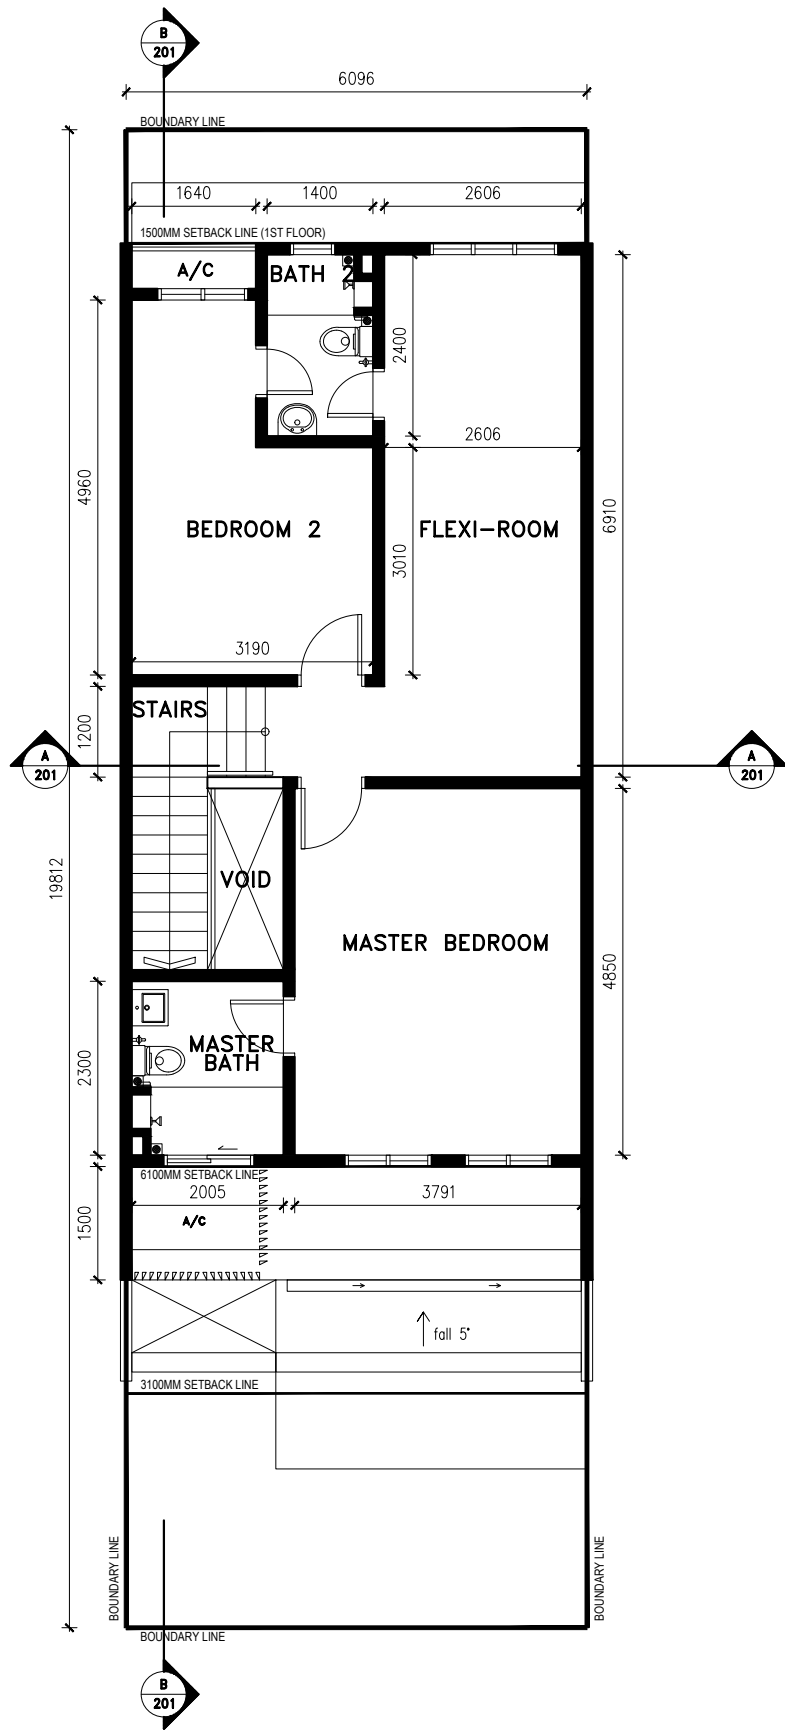 B
201
6096
BOUNDARY LINE
1640
1400
2606
1500MM SETBACK LINE (1ST FLOOR)
A/C
BATH 2
2400
2606
4960
BEDROOM 2
FLEXI-ROOM
6910
3010
3190
STAIRS
1200
A
201
A
201
19812
VOID
MASTER BEDROOM
4850
2300
MASTER
BATH
6100MM SETBACK LINE
2005
3791
1500
A/C
fall 5°
3100MM SETBACK LINE
BOUNDARY LINE
BOUNDARY LINE
BOUNDARY LINE
B
201